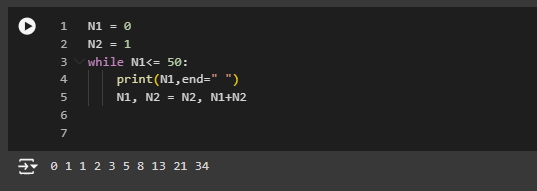 1 N1 = 0
2 N2 = 1
3 while N1<= 50:
4     print(N1,end=" ")
5     N1, N2 = N2, N1+N2
6
7
0 1 1 2 3 5 8 13 21 34